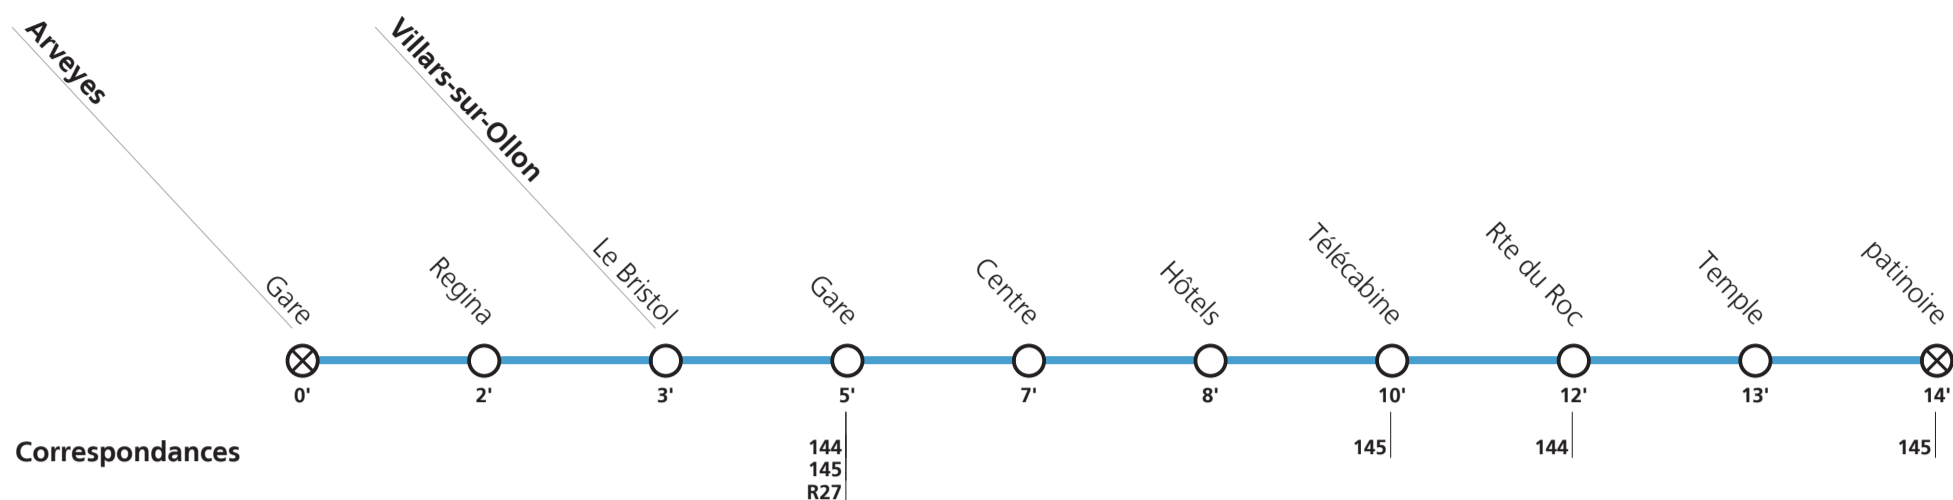 Arveyes
Villars-sur-Ollon
Gare
Regina
Le Bristol
Gare
Centre
Hôtels
Télécabine
Rte du Roc
Temple
patinoire
0' 2' 3' 5' 7' 8' 10' 12' 13' 14'
Correspondances
144 145 144 145
145
R27